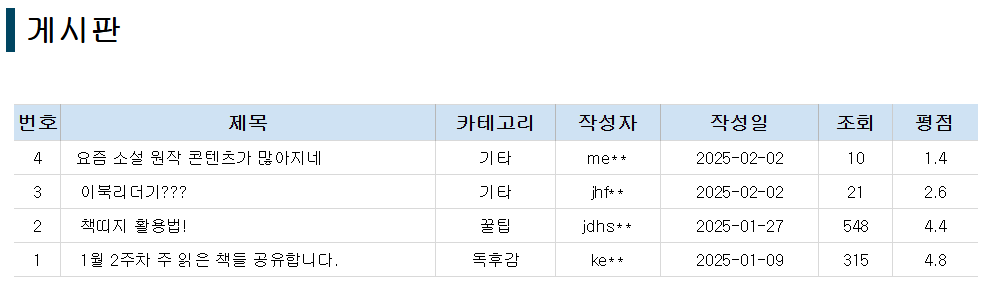 게시판
번호 제목 카테고리 작성자 작성일 조회 평점
4 요즘 소설 원작 콘텐츠가 많아지네 기타 me** 2025-02-02 10 1.4
3 이북리더기??? 기타 jhf** 2025-02-02 21 2.6
2 책띠지 활용법! 꿀팁 jdhs** 2025-01-27 548 4.4
1 1월 2주차 주 읽은 책들 공유합니다. 독후감 ke** 2025-01-09 315 4.8